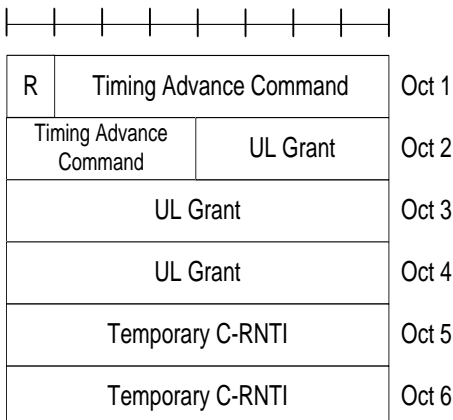 R Timing Advance Command Oct 1
Timing Advance
Command UL Grant Oct 2
UL Grant Oct 3
UL Grant Oct 4
Temporary C-RNTI Oct 5
Temporary C-RNTI Oct 6